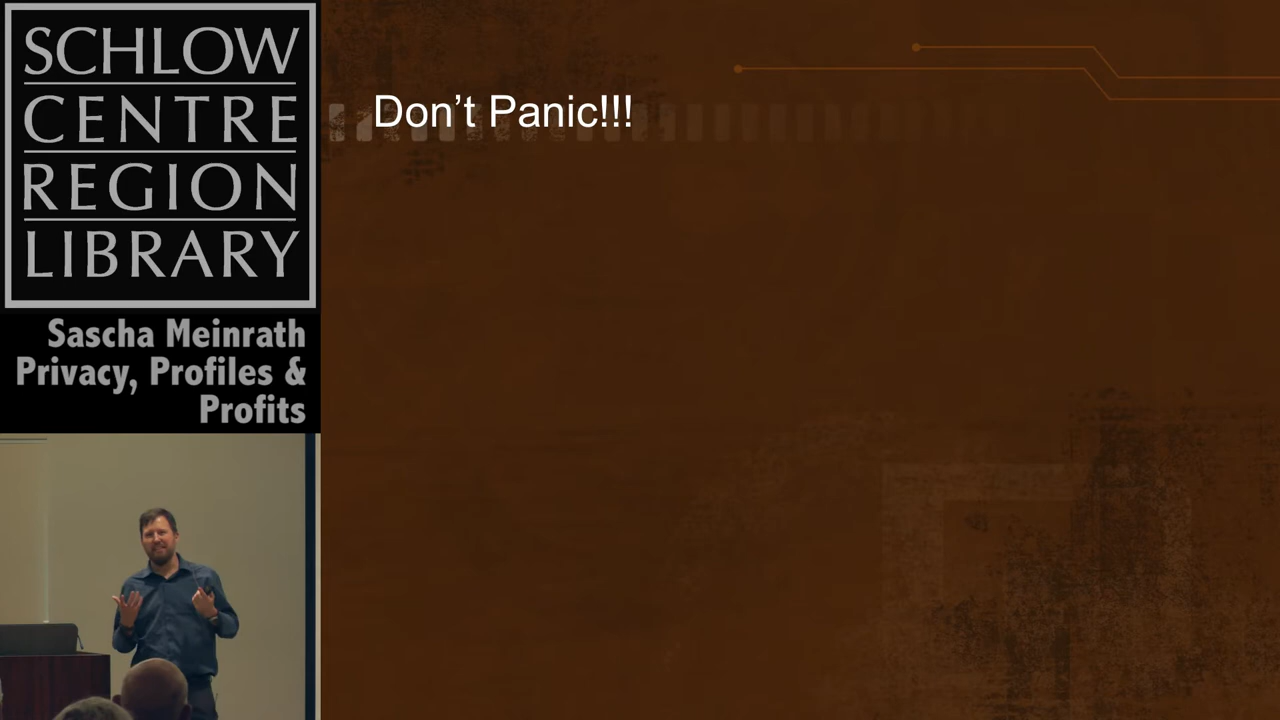 SCHLOW
CENTRE
REGION
LIBRARY
Sascha Meinrath
Privacy, Profiles &
Profits
Don't Panic!!!